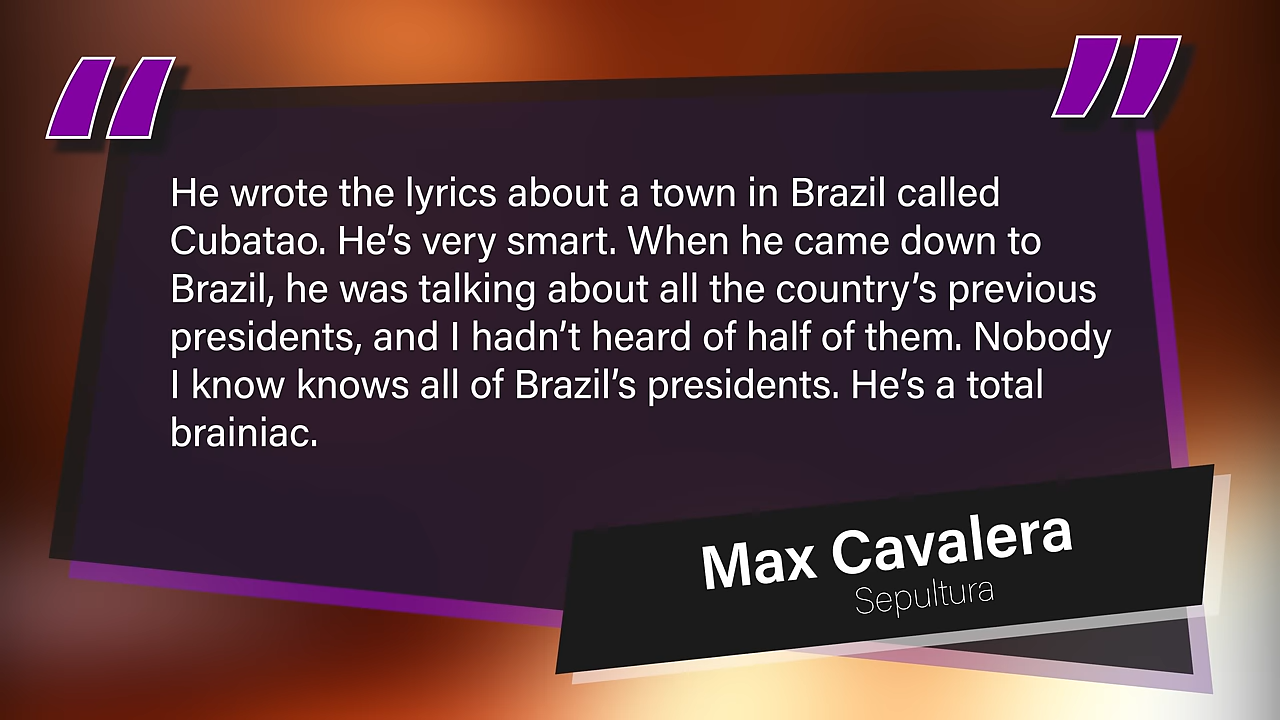 He wrote the lyrics about a town in Brazil called
Cubatao. He’s very smart. When he came down to
Brazil, he was talking about all the country’s previous
presidents, and I hadn’t heard of half of them. Nobody
I know knows all of Brazil’s presidents. He’s a total
brainiac.
Max Cavalera
Sepultura